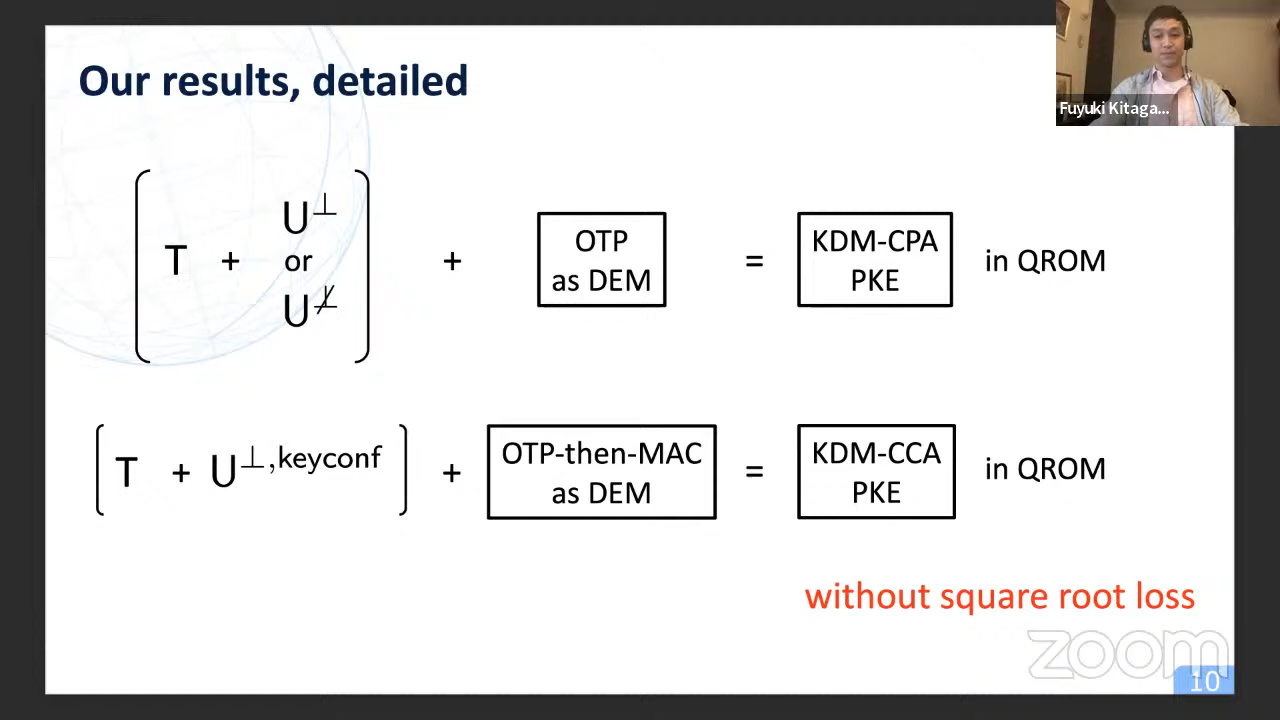 Our results, detailed
Fuyuki Kitaga...
T + U^⊥ or U^⊥̸ + OTP as DEM = KDM-CPA PKE in QROM
T + U^⊥,keyconf + OTP-then-MAC as DEM = KDM-CCA PKE in QROM
without square root loss
zoom
10